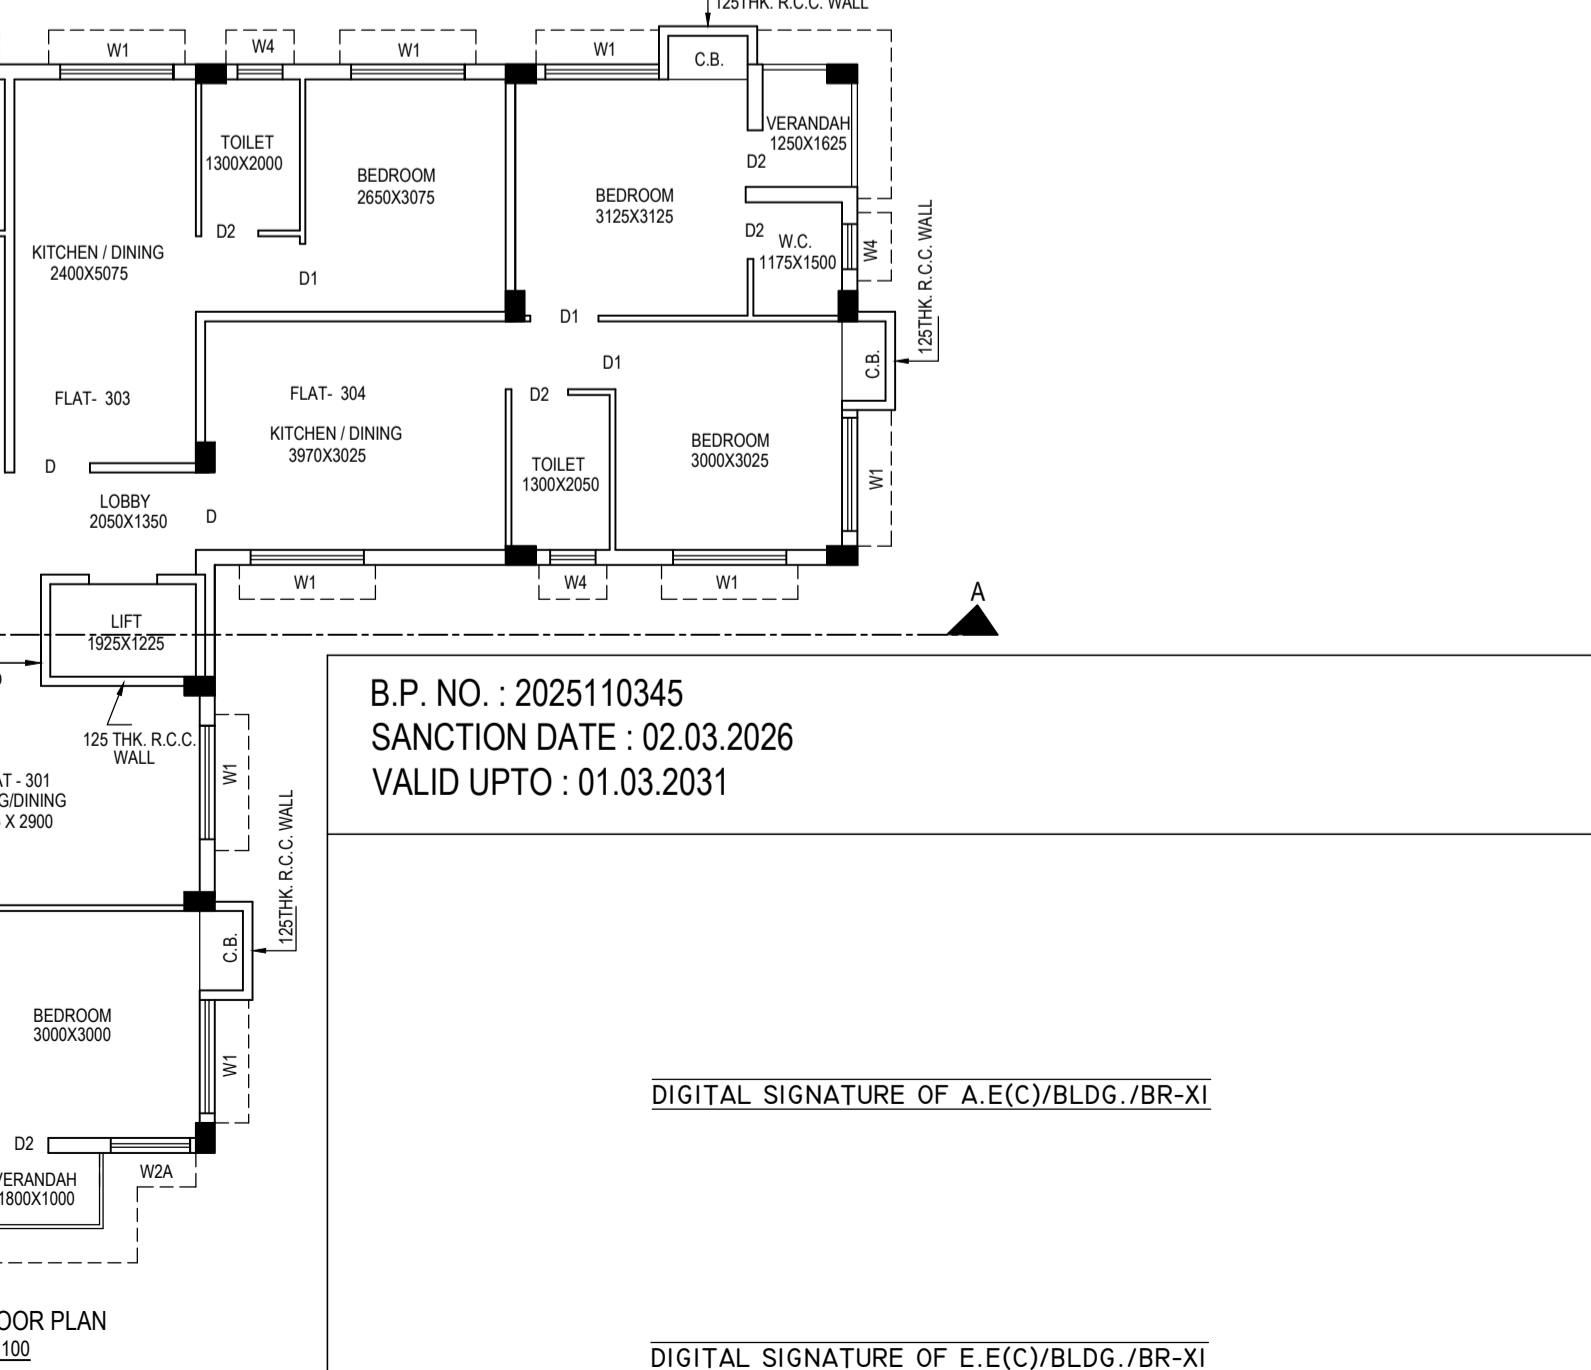 125THK. R.C.C. WALL
W1
W4
W1
W1
C.B.
TOILET
1300X2000
BEDROOM
2650X3075
VERANDAH
1250X1625
D2
BEDROOM
3125X3125
D2
D2
W.C.
1175X1500
W4
125THK. R.C.C. WALL
KITCHEN / DINING
2400X5075
D1
D1
D1
C.B.
FLAT- 303
FLAT- 304
D2
KITCHEN / DINING
3970X3025
BEDROOM
3000X3025
TOILET
1300X2050
W1
D
LOBBY
2050X1350
D
W1
W4
W1
A
LIFT
1925X1225
125 THK. R.C.C.
WALL
W1
AT - 301
G/DINING
X 2900
125THK. R.C.C. WALL
C.B.
BEDROOM
3000X3000
W1
D2
W2A
VERANDAH
1800X1000
OOR PLAN
100
B.P. NO. : 2025110345
SANCTION DATE : 02.03.2026
VALID UPTO : 01.03.2031
DIGITAL SIGNATURE OF A.E(C)/BLDG./BR-XI
DIGITAL SIGNATURE OF E.E(C)/BLDG./BR-XI